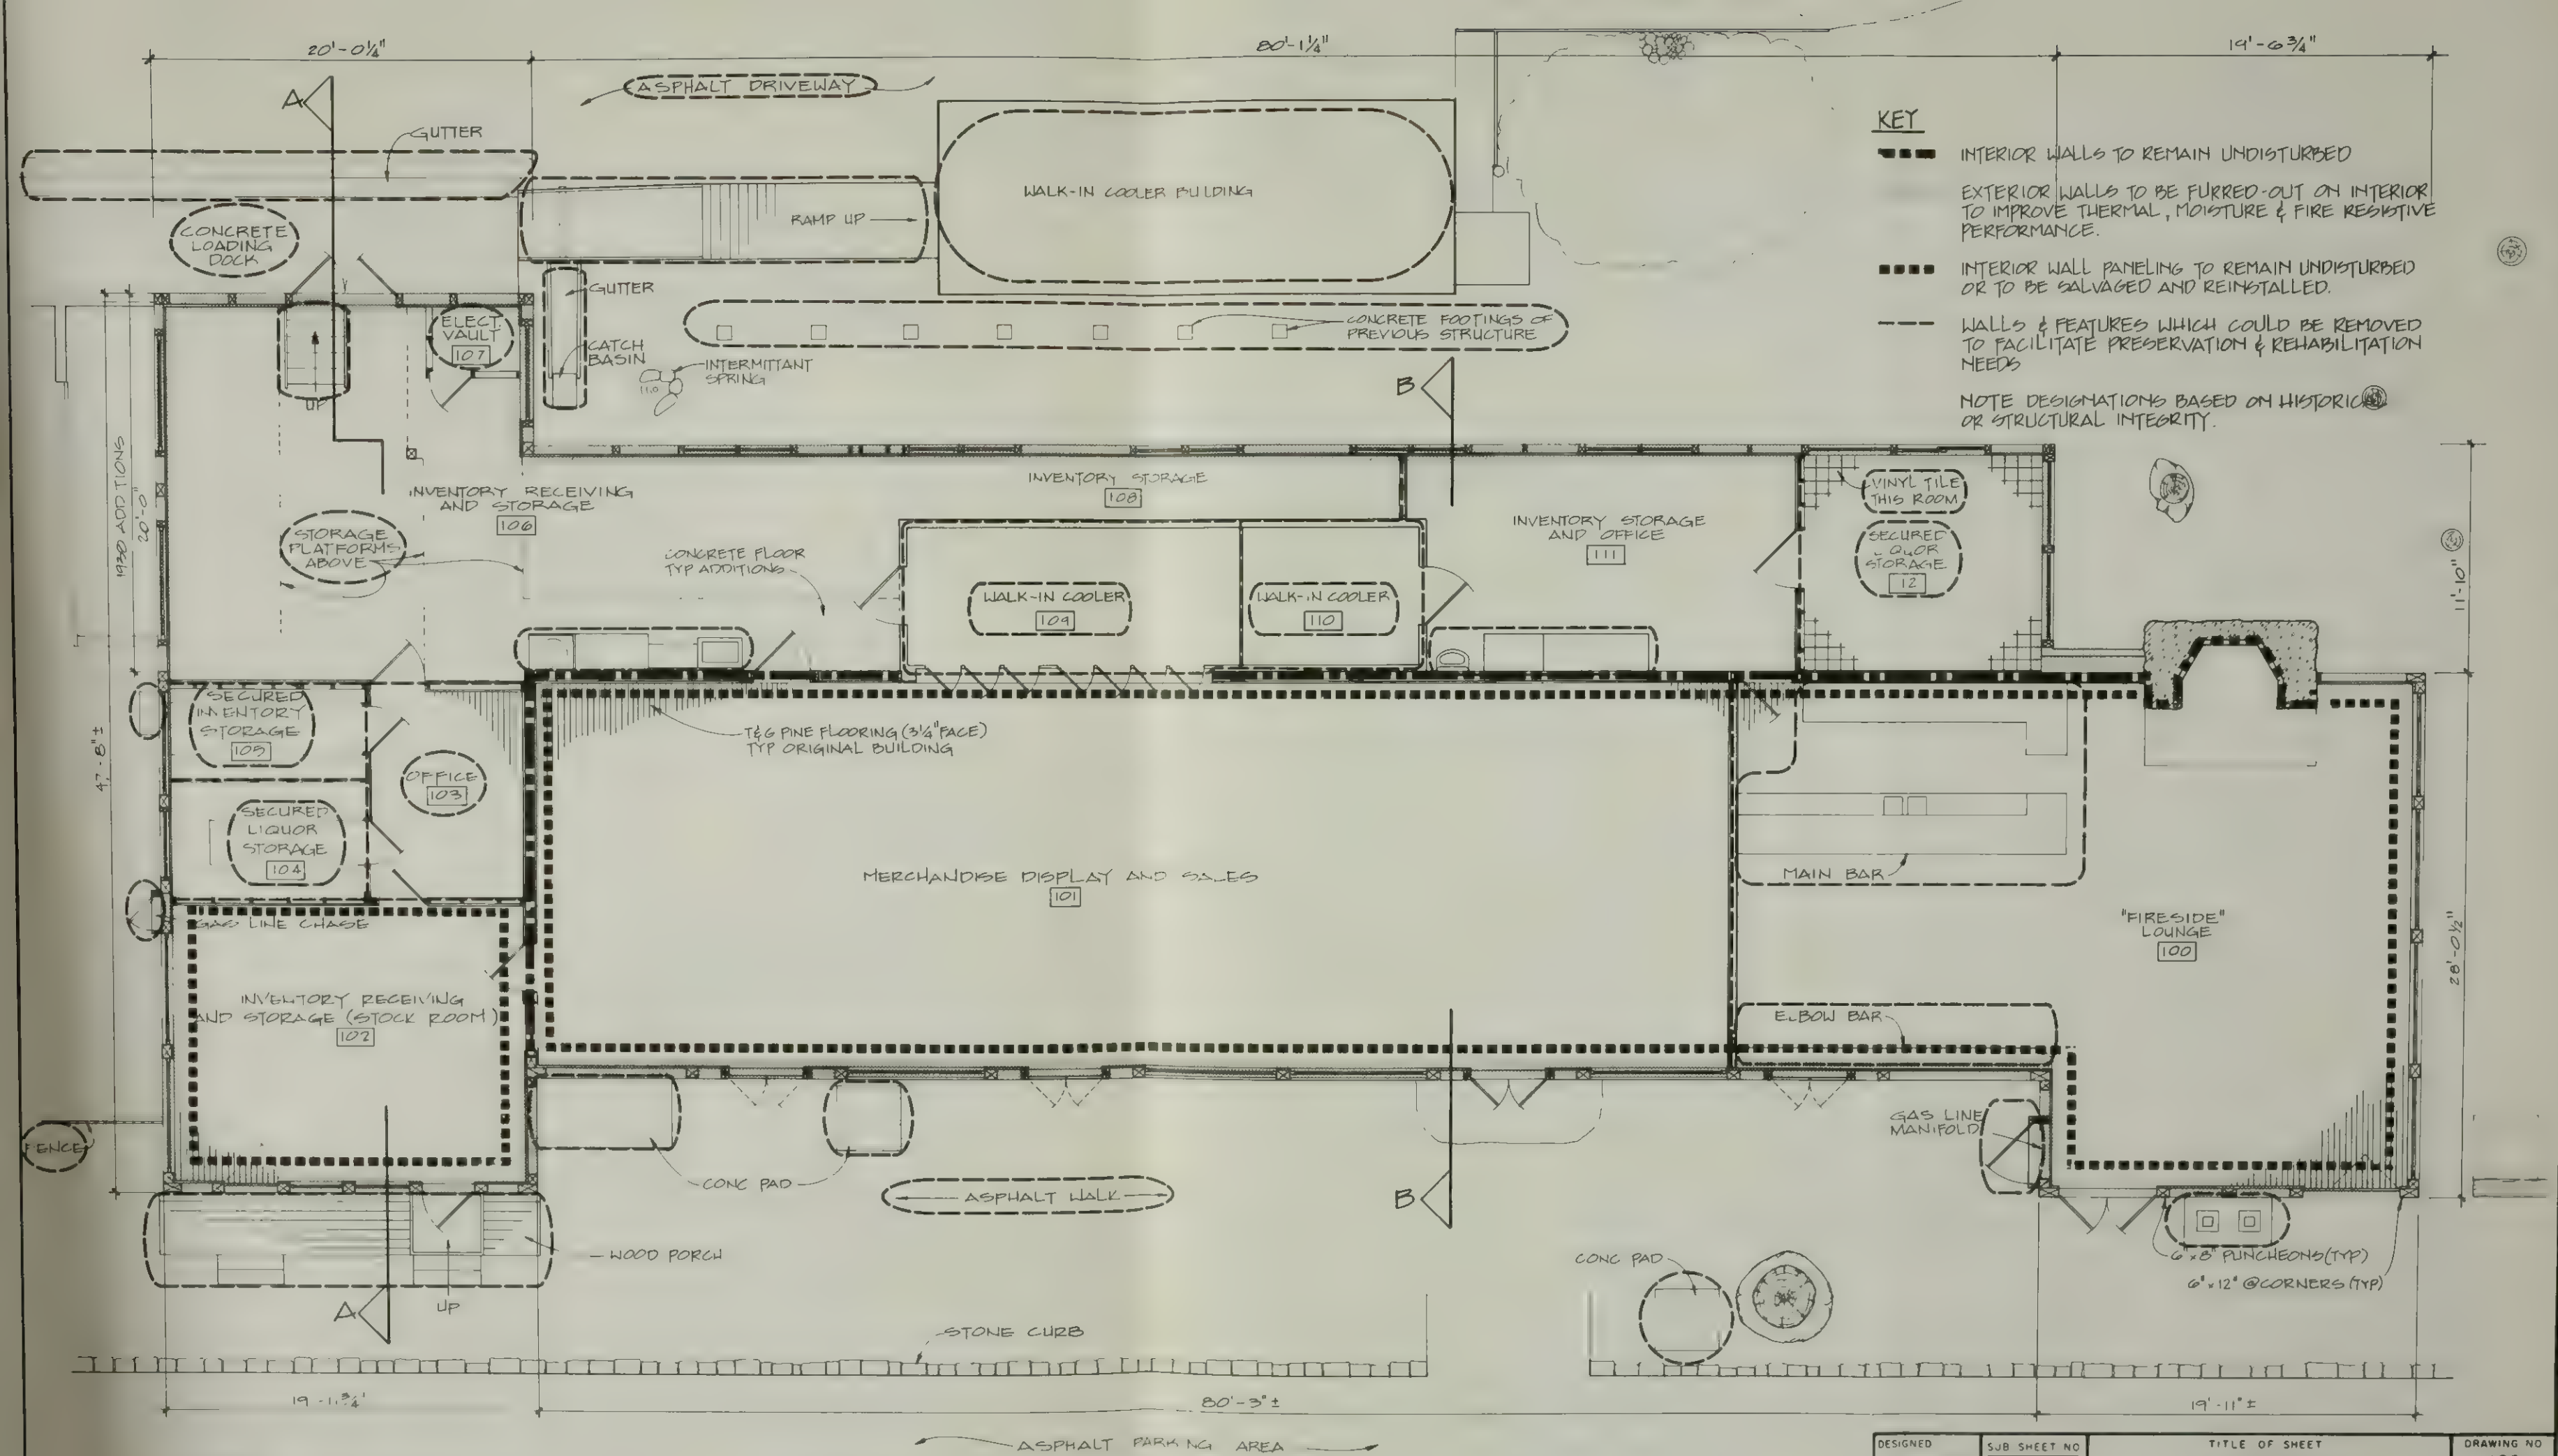 20'-0¼"
80'-1¼"
19'-6¾"
A
ASPHALT DRIVEWAY
GUTTER
KEY
INTERIOR WALLS TO REMAIN UNDISTURBED
EXTERIOR WALLS TO BE FURRED-OUT ON INTERIOR
TO IMPROVE THERMAL, MOISTURE & FIRE RESISTIVE
PERFORMANCE.
INTERIOR WALL PANELING TO REMAIN UNDISTURBED
OR TO BE SALVAGED AND REINSTALLED.
WALLS & FEATURES WHICH COULD BE REMOVED
TO FACILITATE PRESERVATION & REHABILITATION
NEEDS
NOTE DESIGNATIONS BASED ON HISTORIC
OR STRUCTURAL INTEGRITY.
WALK-IN COOLER BUILDING
RAMP UP
CONCRETE
LOADING
DOCK
GUTTER
ELECT.
VAULT
107
CATCH
BASIN
CONCRETE FOOTINGS OF
PREVIOUS STRUCTURE
INTERMITTANT
SPRING
UP
B
20'-0"
INVENTORY RECEIVING
AND STORAGE
106
INVENTORY STORAGE
108
VINYL TILE
THIS ROOM
INVENTORY STORAGE
AND OFFICE
111
STORAGE
PLATFORMS
ABOVE
CONCRETE FLOOR
TYP ADDITIONS
SECURED
STORAGE
12
WALK-IN COOLER
109
WALK-IN COOLER
110
11'-10"
SECURED
INVENTORY
STORAGE
105
T&G PINE FLOORING (3¼" FACE)
TYP ORIGINAL BUILDING
47'-8"±
OFFICE
103
SECURED
LIQUOR
STORAGE
104
MERCHANDISE DISPLAY AND SALES
101
MAIN BAR
"FIRESIDE"
LOUNGE
100
GAS LINE CHASE
28'-0½"
INVENTORY RECEIVING
AND STORAGE (STOCK ROOM)
102
ELBOW BAR
GAS LINE
MANIFOLD
FENCE
CONC PAD
ASPHALT WALK
B
WOOD PORCH
CONC PAD
6"x8" PUNCHEONS (TYP)
6"x12" @CORNERS (TYP)
A
UP
STONE CURB
80'-3"±
19'-11"±
ASPHALT PARKING AREA
DESIGNED
SUB SHEET NO
TITLE OF SHEET
DRAWING NO